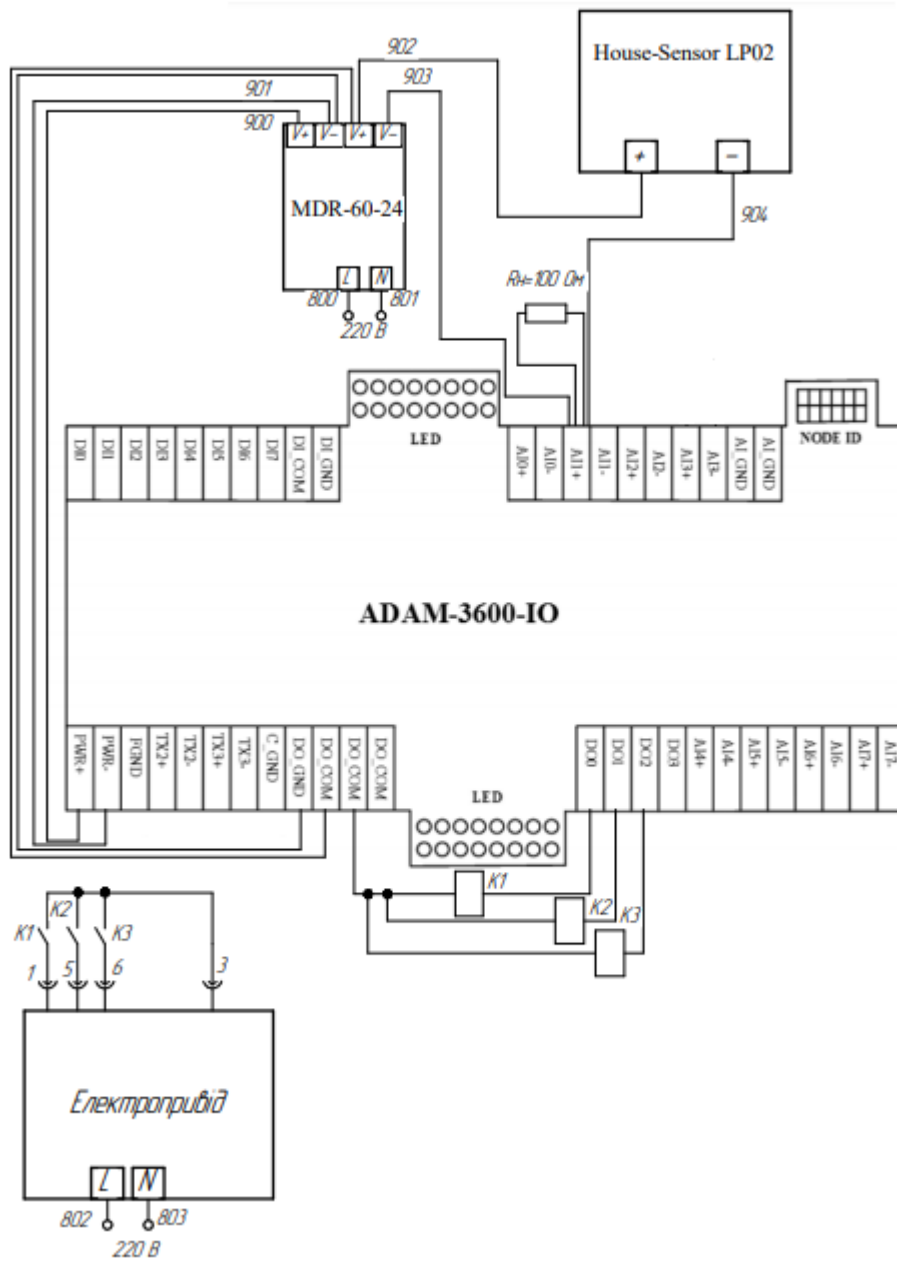 902
House-Sensor LP02
903
901
900
V+ V- V+ V-
+ -
MDR-60-24
904
L N
Rн=100 Ом
800 801
220 В
LED
NODE ID
DI0 DI1 DI2 DI3 DI4 DI5 DI6 DI7 DI_COM DI_GND
AI0+ AI0- AI1+ AI1- AI2+ AI2- AI3+ AI3- AI_GND AI_GND
ADAM-3600-IO
PWR+ PWR- FGND TX2+ TX2- TX3+ TX3- C_GND DO_GND DO_COM DO_COM DO_COM
DO0 DO1 DO2 DO3 AI4+ AI4- AI5+ AI5- AI6+ AI6- AI7+ AI7-
LED
K1
K2
K3
K1 K2 K3
1 5 6 3
Електропривід
L N
802 803
220 В